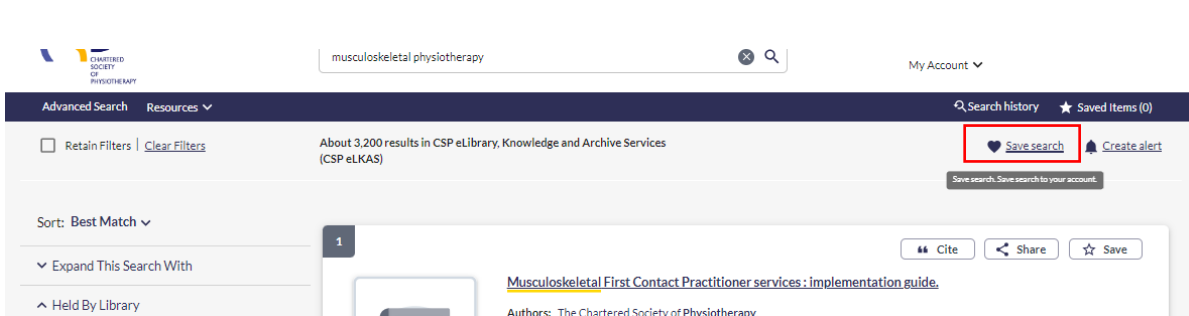 CHARTERED
SOCIETY
OF
PHYSIOTHERAPY
musculoskeletal physiotherapy
My Account
Advanced Search Resources
Search history Saved Items (0)
Retain Filters | Clear Filters
About 3,200 results in CSP eLibrary, Knowledge and Archive Services
(CSP eLKAS)
Save search Create alert
Save search. Save search to your account.
Sort: Best Match
1
Cite Share Save
Expand This Search With
Musculoskeletal First Contact Practitioner services : implementation guide.
Held By Library
Authors: The Chartered Society of Physiotherapy